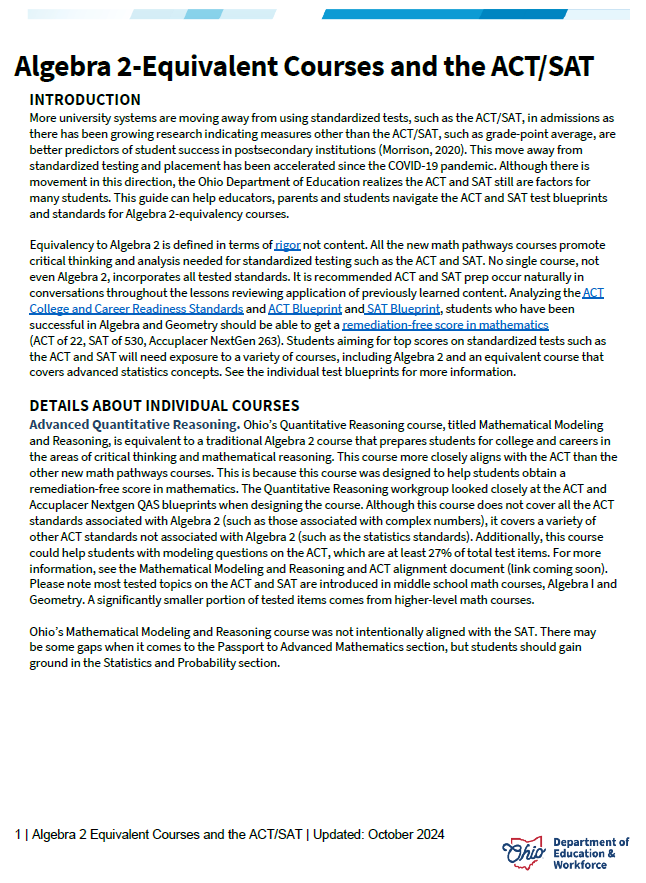 Algebra 2-Equivalent Courses and the ACT/SAT
INTRODUCTION
More university systems are moving away from using standardized tests, such as the ACT/SAT, in admissions as
there has been growing research indicating measures other than the ACT/SAT, such as grade-point average, are
better predictors of student success in postsecondary institutions (Morrison, 2020). This move away from
standardized testing and placement has been accelerated since the COVID-19 pandemic. Although there is
movement in this direction, the Ohio Department of Education realizes the ACT and SAT still are factors for
many students. This guide can help educators, parents and students navigate the ACT and SAT test blueprints
and standards for Algebra 2-equivalency courses.
Equivalency to Algebra 2 is defined in terms of rigor not content. All the new math pathways courses promote
critical thinking and analysis needed for standardized testing such as the ACT and SAT. No single course, not
even Algebra 2, incorporates all tested standards. It is recommended ACT and SAT prep occur naturally in
conversations throughout the lessons reviewing application of previously learned content. Analyzing the ACT
College and Career Readiness Standards and ACT Blueprint and SAT Blueprint, students who have been
successful in Algebra and Geometry should be able to get a remediation-free score in mathematics
(ACT of 22, SAT of 530, Accuplacer NextGen 263). Students aiming for top scores on standardized tests such as
the ACT and SAT will need exposure to a variety of courses, including Algebra 2 and an equivalent course that
covers advanced statistics concepts. See the individual test blueprints for more information.
DETAILS ABOUT INDIVIDUAL COURSES
Advanced Quantitative Reasoning. Ohio's Quantitative Reasoning course, titled Mathematical Modeling
and Reasoning, is equivalent to a traditional Algebra 2 course that prepares students for college and careers in
the areas of critical thinking and mathematical reasoning. This course more closely aligns with the ACT than the
other new math pathways courses. This is because this course was designed to help students obtain a
remediation-free score in mathematics. The Quantitative Reasoning workgroup looked closely at the ACT and
Accuplacer Nextgen QAS blueprints when designing the course. Although this course does not cover all the ACT
standards associated with Algebra 2 (such as those associated with complex numbers), it covers a variety of
other ACT standards not associated with Algebra 2 (such as the statistics standards). Additionally, this course
could help students with modeling questions on the ACT, which are at least 27% of total test items. For more
information, see the Mathematical Modeling and Reasoning and ACT alignment document (link coming soon).
Please note most tested topics on the ACT and SAT are introduced in middle school math courses, Algebra I and
Geometry. A significantly smaller portion of tested items comes from higher-level math courses.
Ohio's Mathematical Modeling and Reasoning course was not intentionally aligned with the SAT. There may
be some gaps when it comes to the Passport to Advanced Mathematics section, but students should gain
ground in the Statistics and Probability section.
1 | Algebra 2 Equivalent Courses and the ACT/SAT | Updated: October 2024
Ohio
Department of
Education &
Workforce